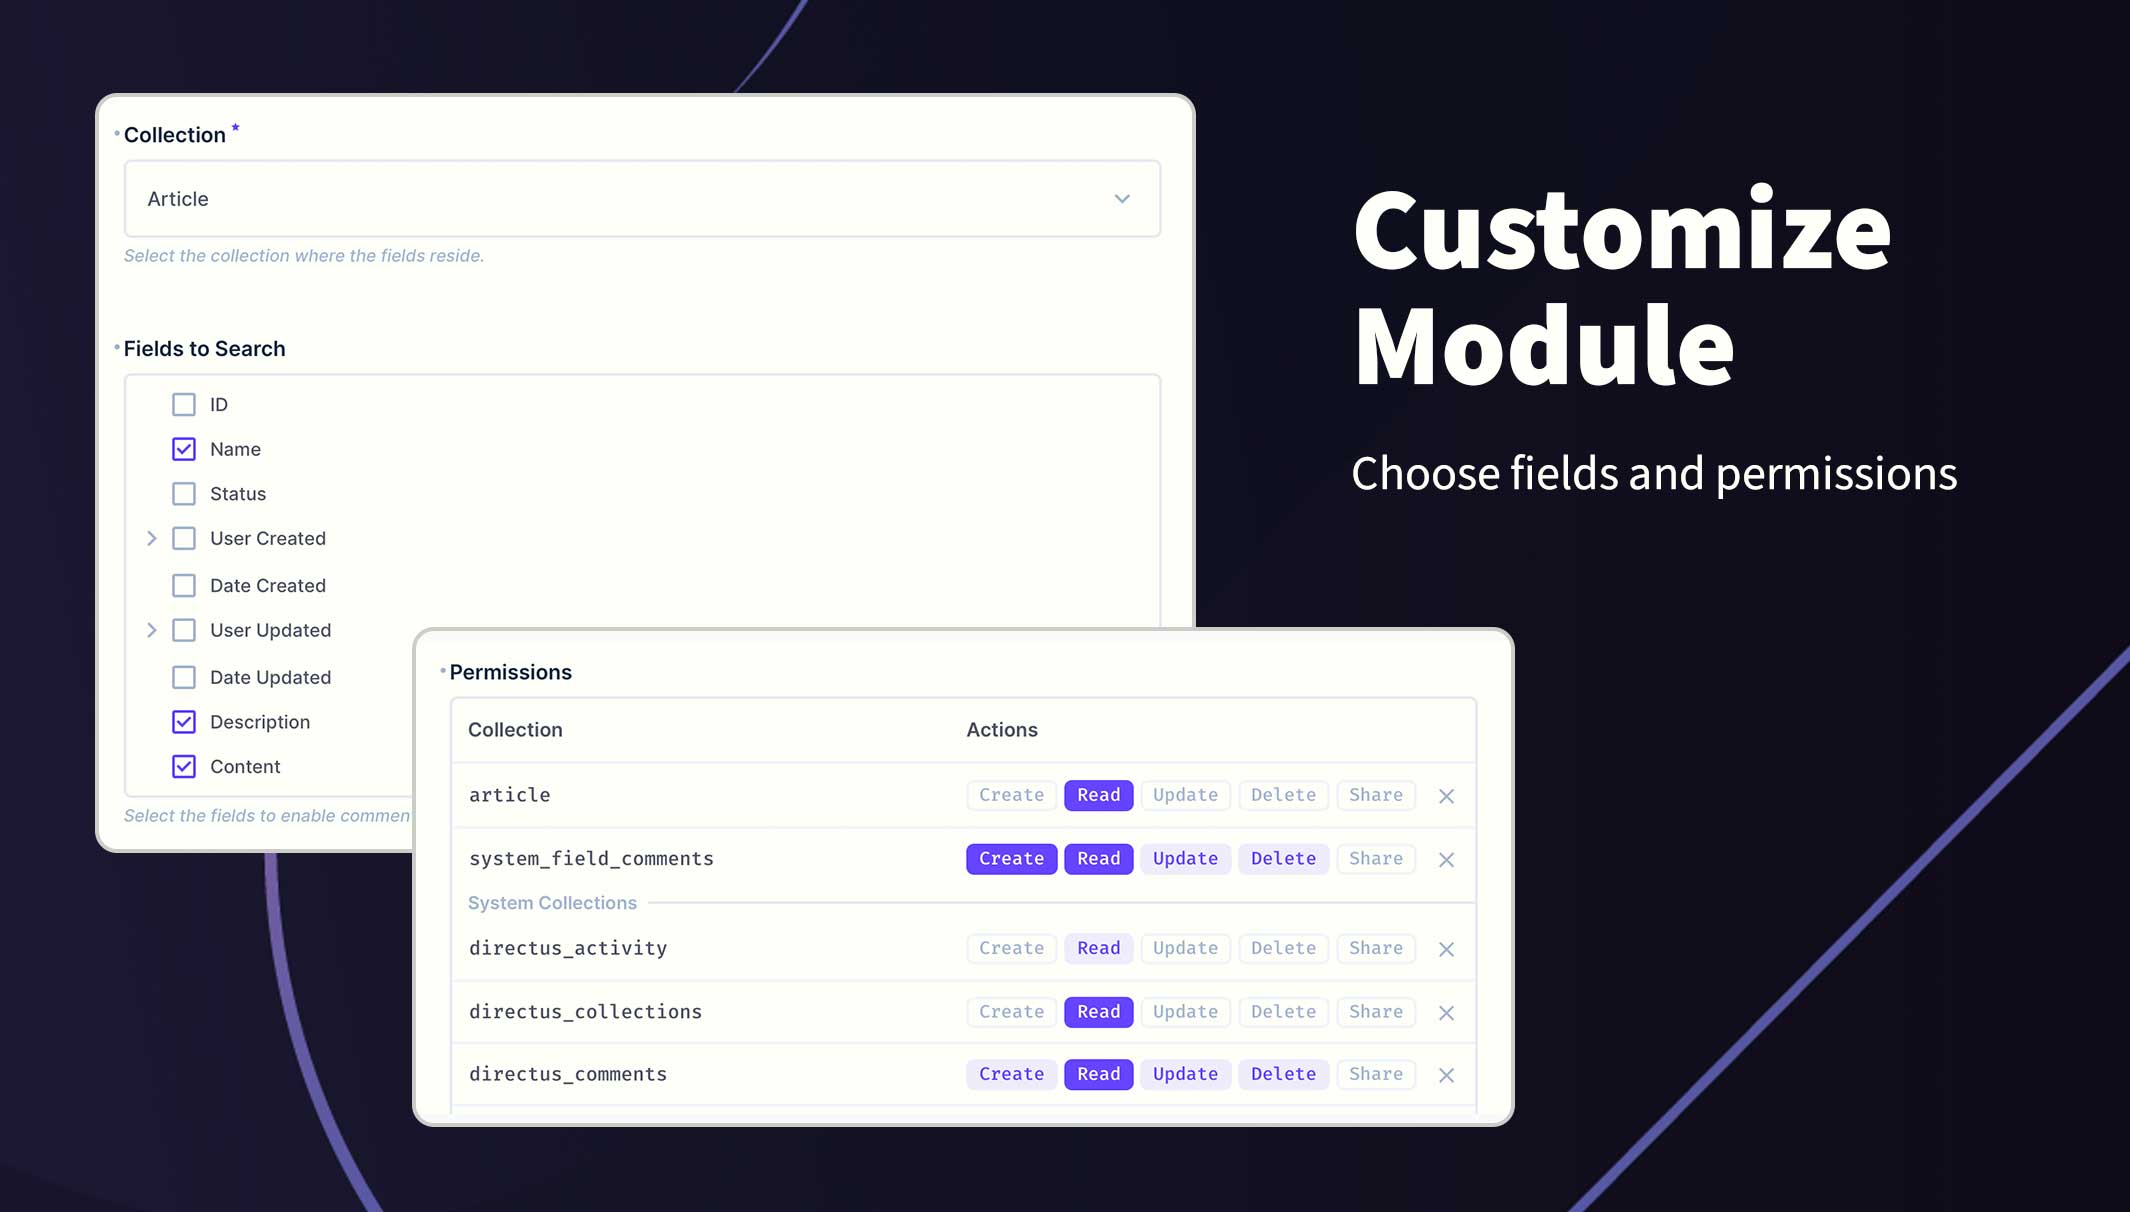 Collection *
Article
Select the collection where the fields reside.
Fields to Search
ID
Name
Status
User Created
Date Created
User Updated
Date Updated
Description
Content
Select the fields to enable
Permissions
Collection Actions
article Create Read Update Delete Share
system_field_comments Create Read Update Delete Share
System Collections
directus_activity Create Read Update Delete Share
directus_collections Create Read Update Delete Share
directus_comments Create Read Update Delete Share
Customize
Module
Choose fields and permissions